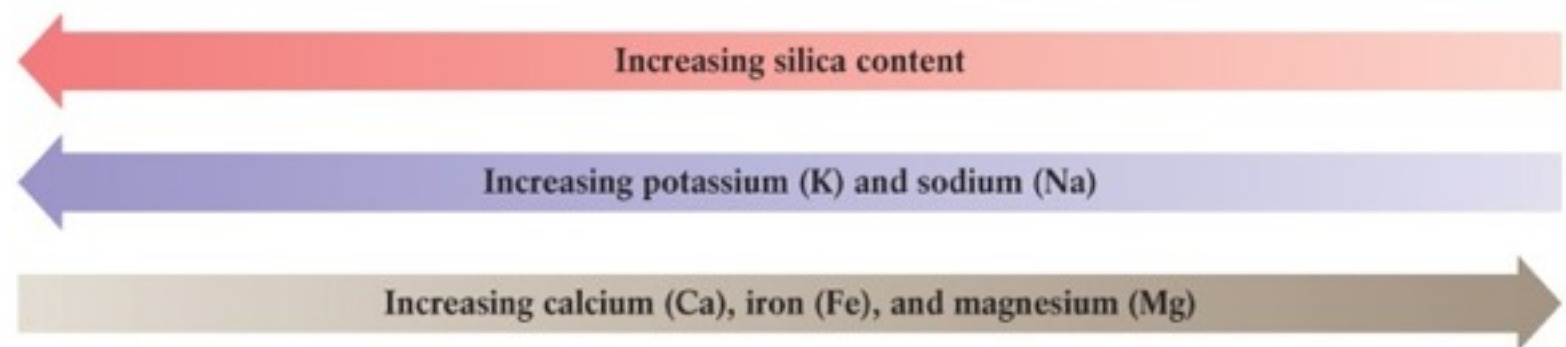 Increasing silica content
Increasing potassium (K) and sodium (Na)
Increasing calcium (Ca), iron (Fe), and magnesium (Mg)